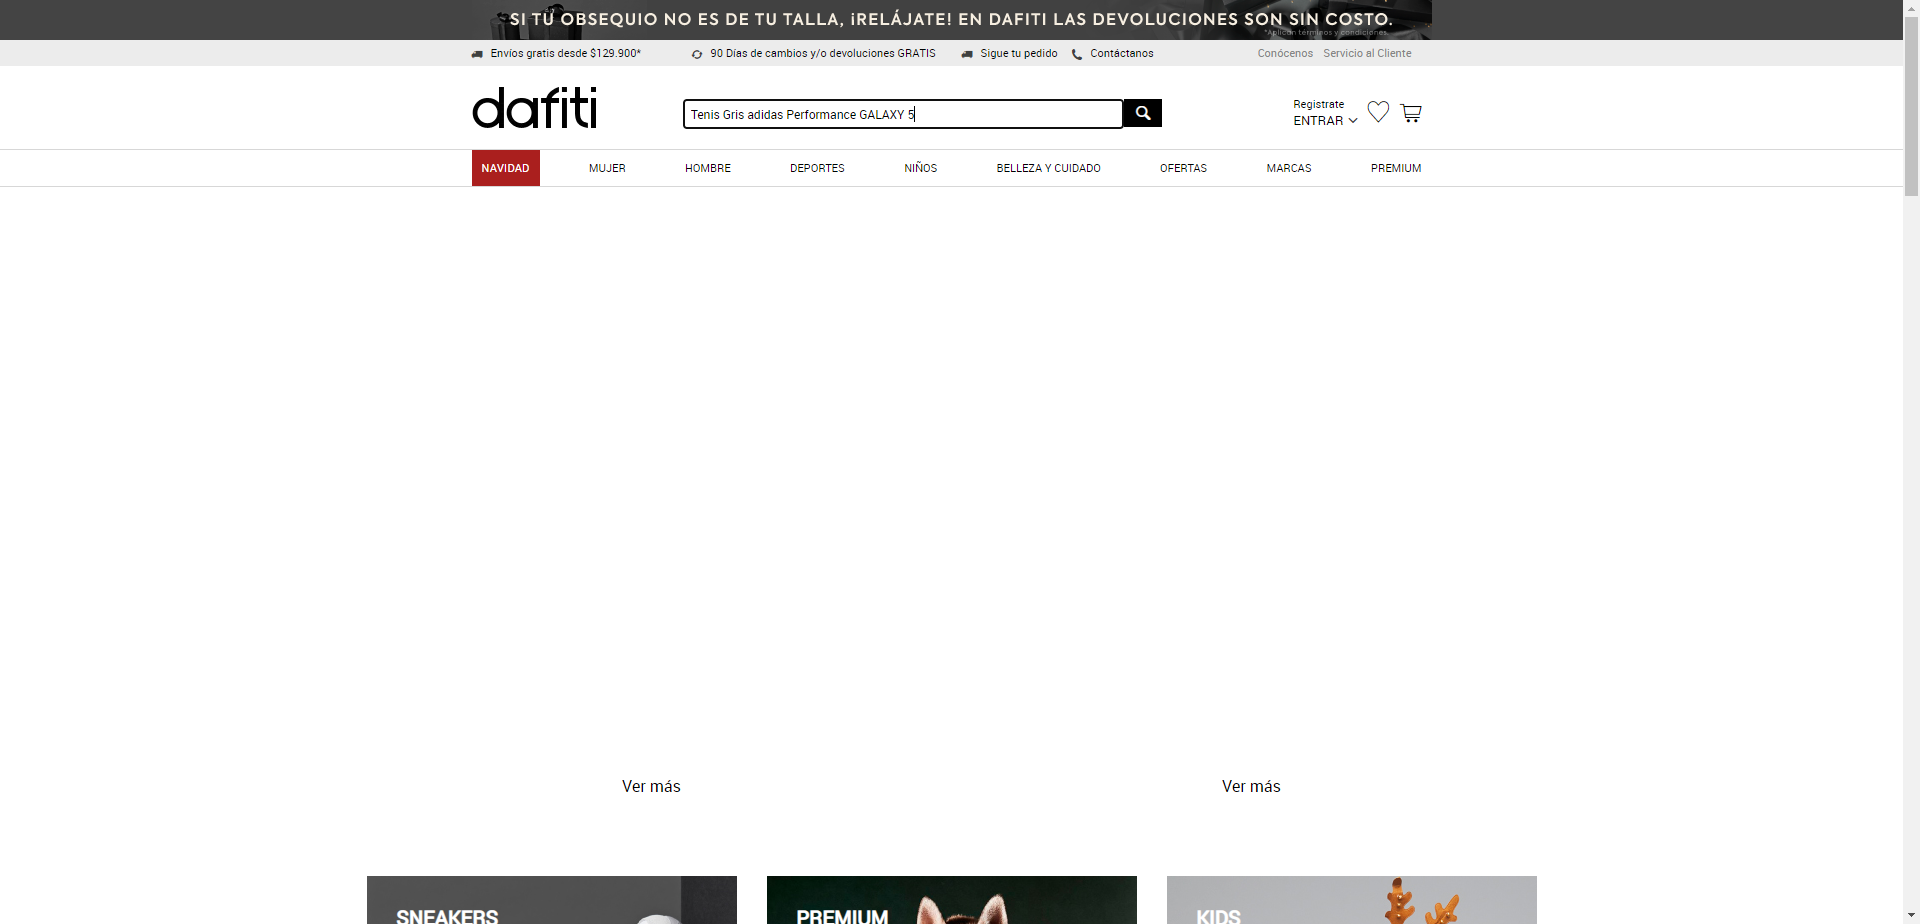 SI TU OBSEQUIO NO ES DE TU TALLA, ¡RELÁJATE! EN DAFITI LAS DEVOLUCIONES SON SIN COSTO.
*Aplican términos y condiciones.
Envíos gratis desde $129.900* 90 Días de cambios y/o devoluciones GRATIS Sigue tu pedido Contáctanos Conócenos Servicio al Cliente
dafiti
Tenis Gris adidas Performance GALAXY 5
Registrate
ENTRAR
NAVIDAD MUJER HOMBRE DEPORTES NIÑOS BELLEZA Y CUIDADO OFERTAS MARCAS PREMIUM
Ver más Ver más
SNEAKERS PREMIUM KIDS